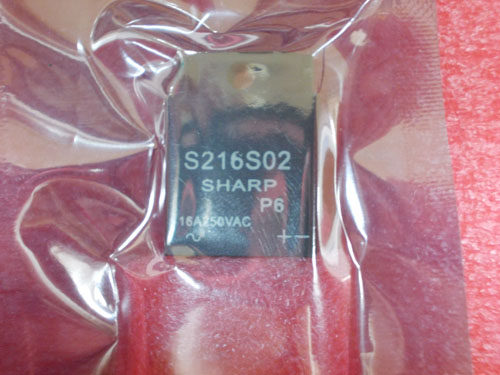 S216S02
SHARP
P6
16A250VAC
~ + −